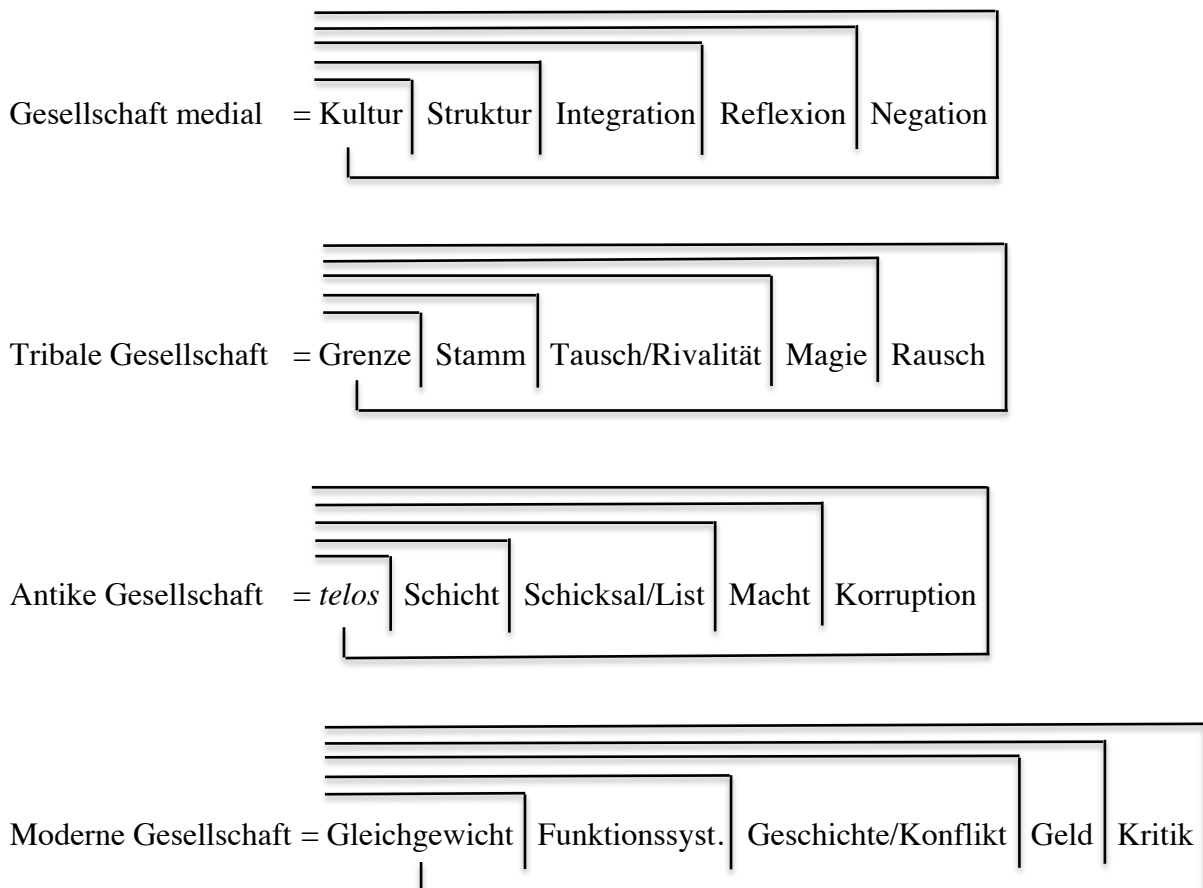 Gesellschaft medial = Kultur Struktur Integration Reflexion Negation
Tribale Gesellschaft = Grenze Stamm Tausch/Rivalität Magie Rausch
Antike Gesellschaft = telos Schicht Schicksal/List Macht Korruption
Moderne Gesellschaft = Gleichgewicht Funktionssyst. Geschichte/Konflikt Geld Kritik